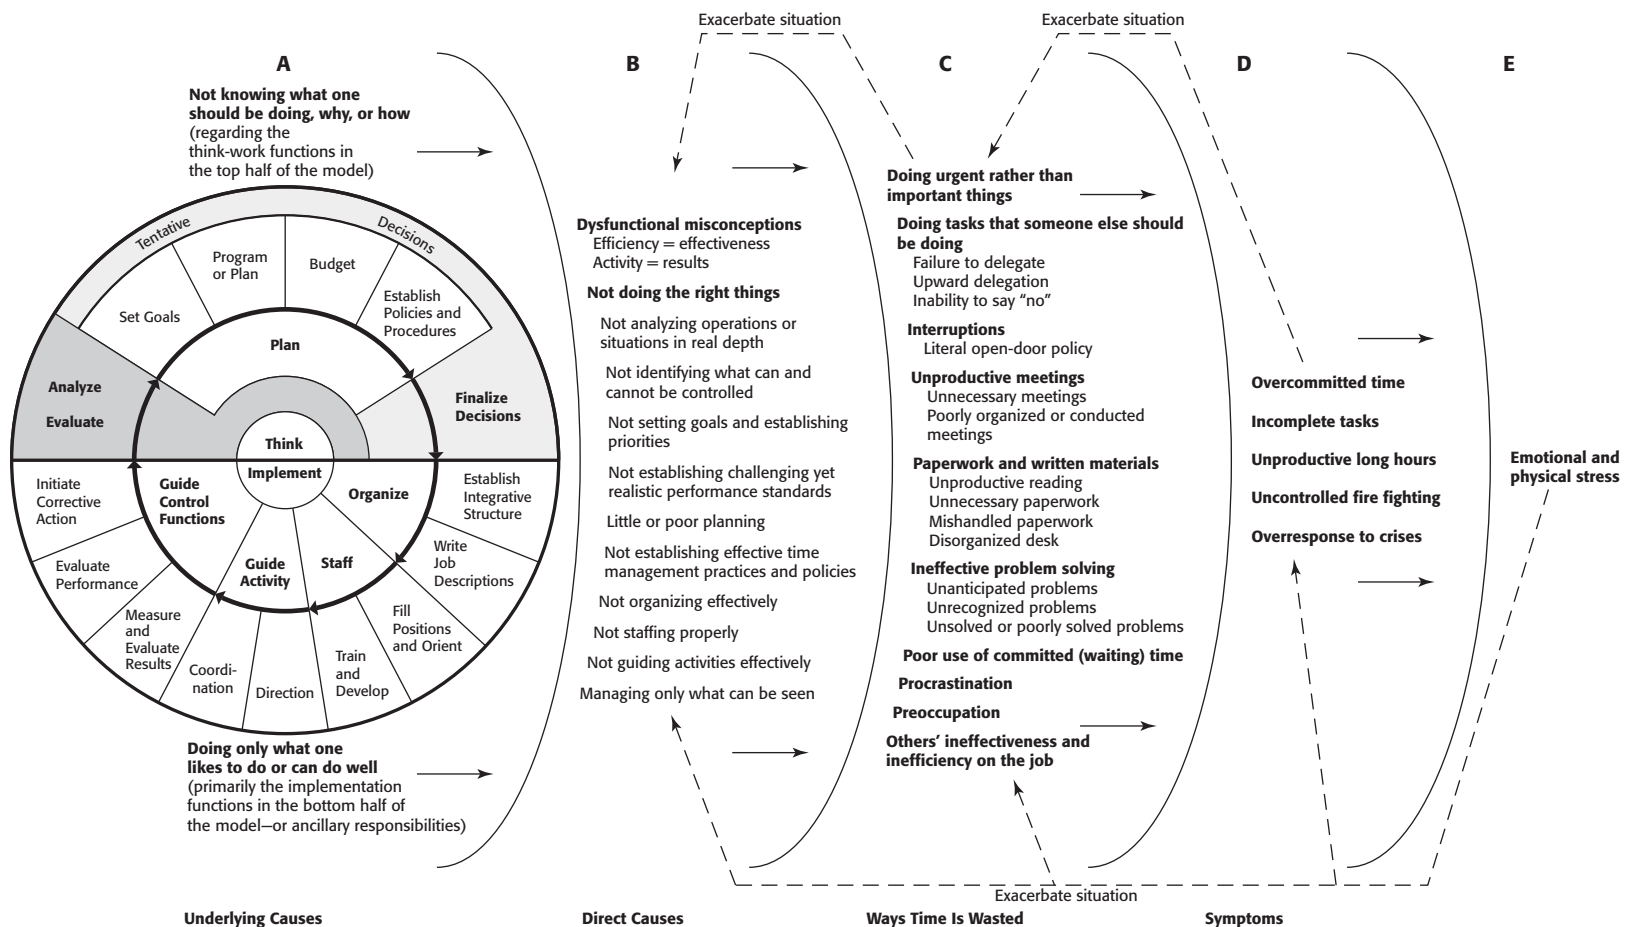 Exacerbate situation
Exacerbate situation
A
B
C
D
E
Not knowing what one
should be doing, why, or how
(regarding the
think-work functions in
the top half of the model)
Tentative
Decisions
Set Goals
Program
or Plan
Budget
Establish
Policies and
Procedures
Plan
Analyze
Evaluate
Finalize
Decisions
Think
Implement
Initiate
Corrective
Action
Guide
Control
Functions
Organize
Establish
Integrative
Structure
Evaluate
Performance
Guide
Activity
Staff
Write
Job
Descriptions
Measure
and
Evaluate
Results
Coordi-
nation
Direction
Train
and
Develop
Fill
Positions
and Orient
Doing only what one
likes to do or can do well
(primarily the implementation
functions in the bottom half of
the model—or ancillary responsibilities)
Dysfunctional misconceptions
Efficiency = effectiveness
Activity = results
Not doing the right things
Not analyzing operations or
situations in real depth
Not identifying what can and
cannot be controlled
Not setting goals and establishing
priorities
Not establishing challenging yet
realistic performance standards
Little or poor planning
Not establishing effective time
management practices and policies
Not organizing effectively
Not staffing properly
Not guiding activities effectively
Managing only what can be seen
Doing urgent rather than
important things
Doing tasks that someone else should
be doing
Failure to delegate
Upward delegation
Inability to say “no”
Interruptions
Literal open-door policy
Unproductive meetings
Unnecessary meetings
Poorly organized or conducted
meetings
Paperwork and written materials
Unproductive reading
Unnecessary paperwork
Mishandled paperwork
Disorganized desk
Ineffective problem solving
Unanticipated problems
Unrecognized problems
Unsolved or poorly solved problems
Poor use of committed (waiting) time
Procrastination
Preoccupation
Others’ ineffectiveness and
inefficiency on the job
Overcommitted time
Incomplete tasks
Unproductive long hours
Uncontrolled fire fighting
Overresponse to crises
Emotional and
physical stress
Exacerbate situation
Underlying Causes
Direct Causes
Ways Time Is Wasted
Symptoms